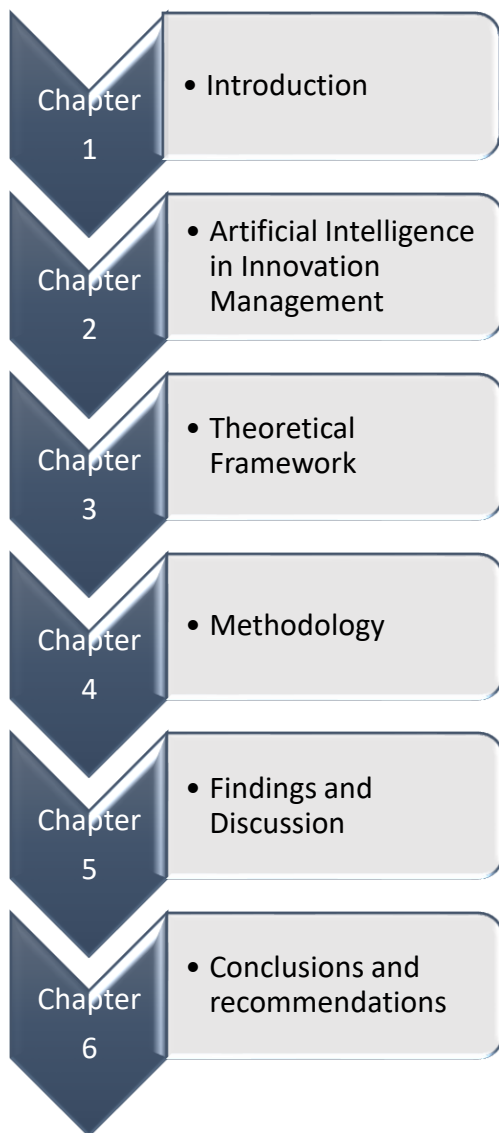 Chapter
1
• Introduction
Chapter
2
• Artificial Intelligence
in Innovation
Management
Chapter
3
• Theoretical
Framework
Chapter
4
• Methodology
Chapter
5
• Findings and
Discussion
Chapter
6
• Conclusions and
recommendations